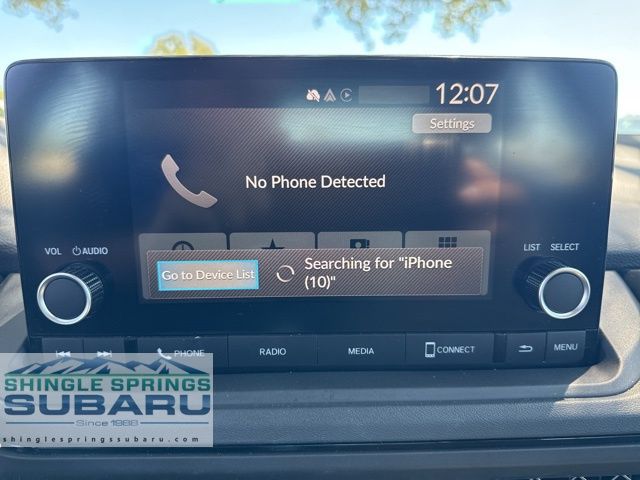 12:07
Settings
No Phone Detected
VOL AUDIO
LIST SELECT
Go to Device List
Searching for "iPhone
(10)"
PHONE
RADIO
MEDIA
CONNECT
MENU
SHINGLE SPRINGS
SUBARU
Since 1988
shinglespringssubaru.com